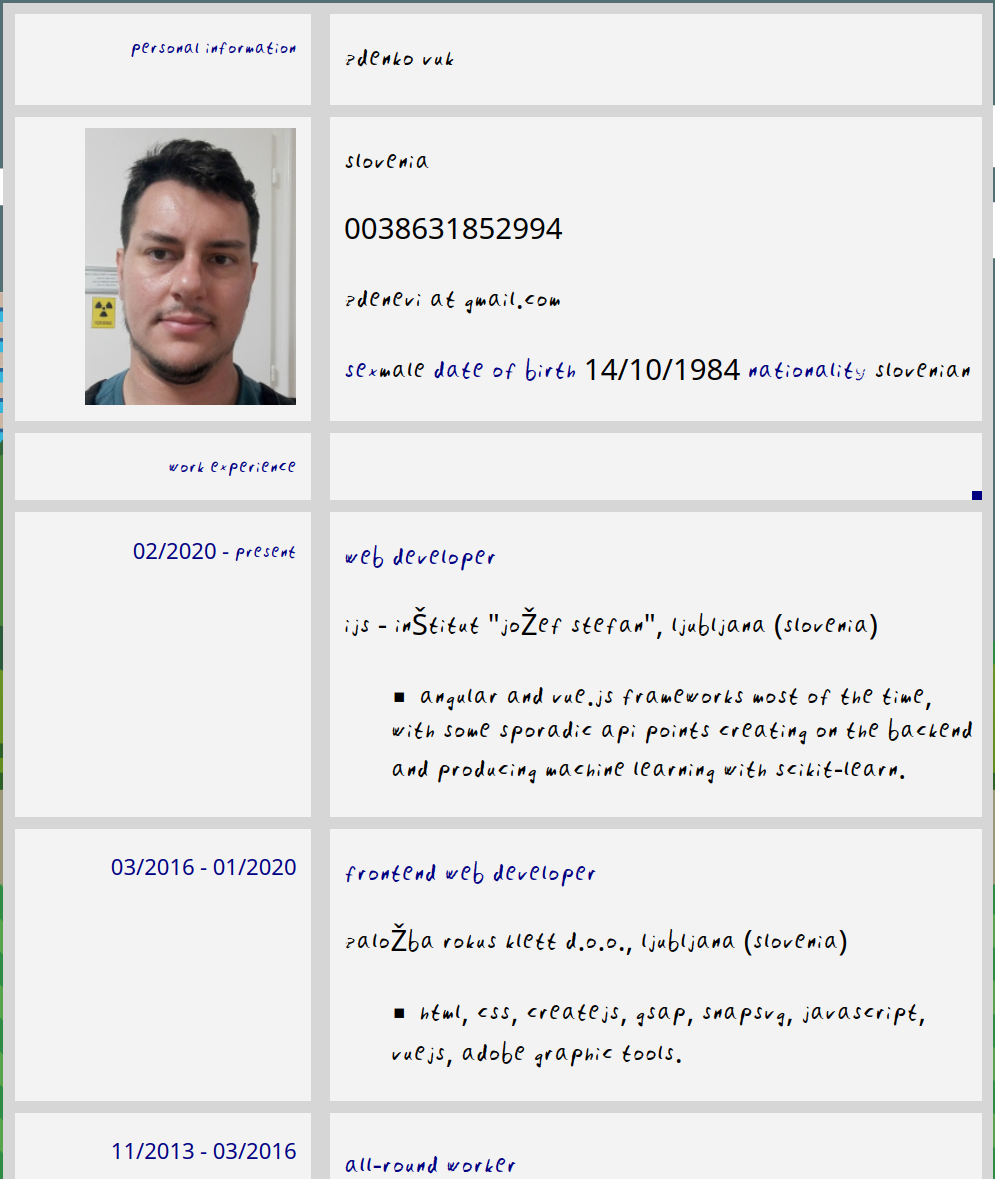 personal information
zdenko vuk
slovenia
0038631852994
zdenevi at gmail.com
sexmale date of birth 14/10/1984 nationality slovenian
work experience
02/2020 - present
web developer
ijs - inŠtitut "joŽef stefan", ljubljana (slovenia)
▪ angular and vue.js frameworks most of the time,
with some sporadic api points creating on the backend
and producing machine learning with scikit-learn.
03/2016 - 01/2020
frontend web developer
zaloŽba rokus klett d.o.o., ljubljana (slovenia)
▪ html, css, createjs, gsap, snapsvg, javascript,
vuejs, adobe graphic tools.
11/2013 - 03/2016
all-round worker